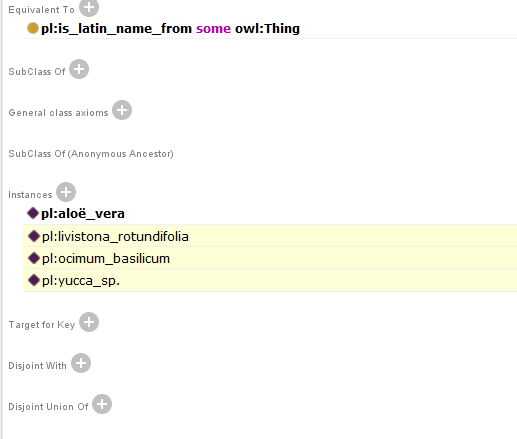 Equivalent To
pl:is_latin_name_from some owl:Thing
SubClass Of
General class axioms
SubClass Of (Anonymous Ancestor)
Instances
pl:aloë_vera
pl:livistona_rotundifolia
pl:ocimum_basilicum
pl:yucca_sp.
Target for Key
Disjoint With
Disjoint Union Of